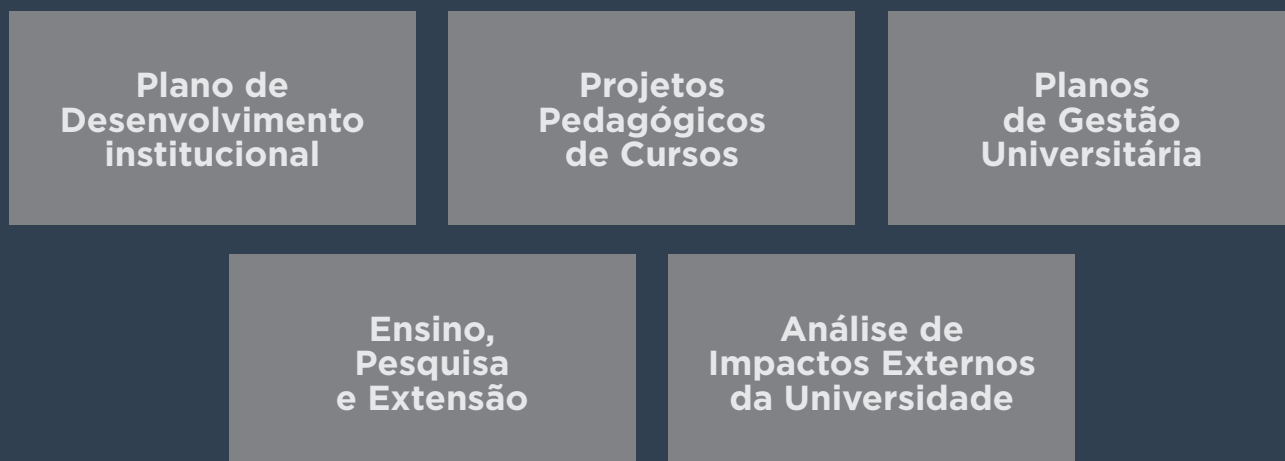 Plano de
Desenvolvimento
institucional
Projetos
Pedagógicos
de Cursos
Planos
de Gestão
Universitária
Ensino,
Pesquisa
e Extensão
Análise de
Impactos Externos
da Universidade